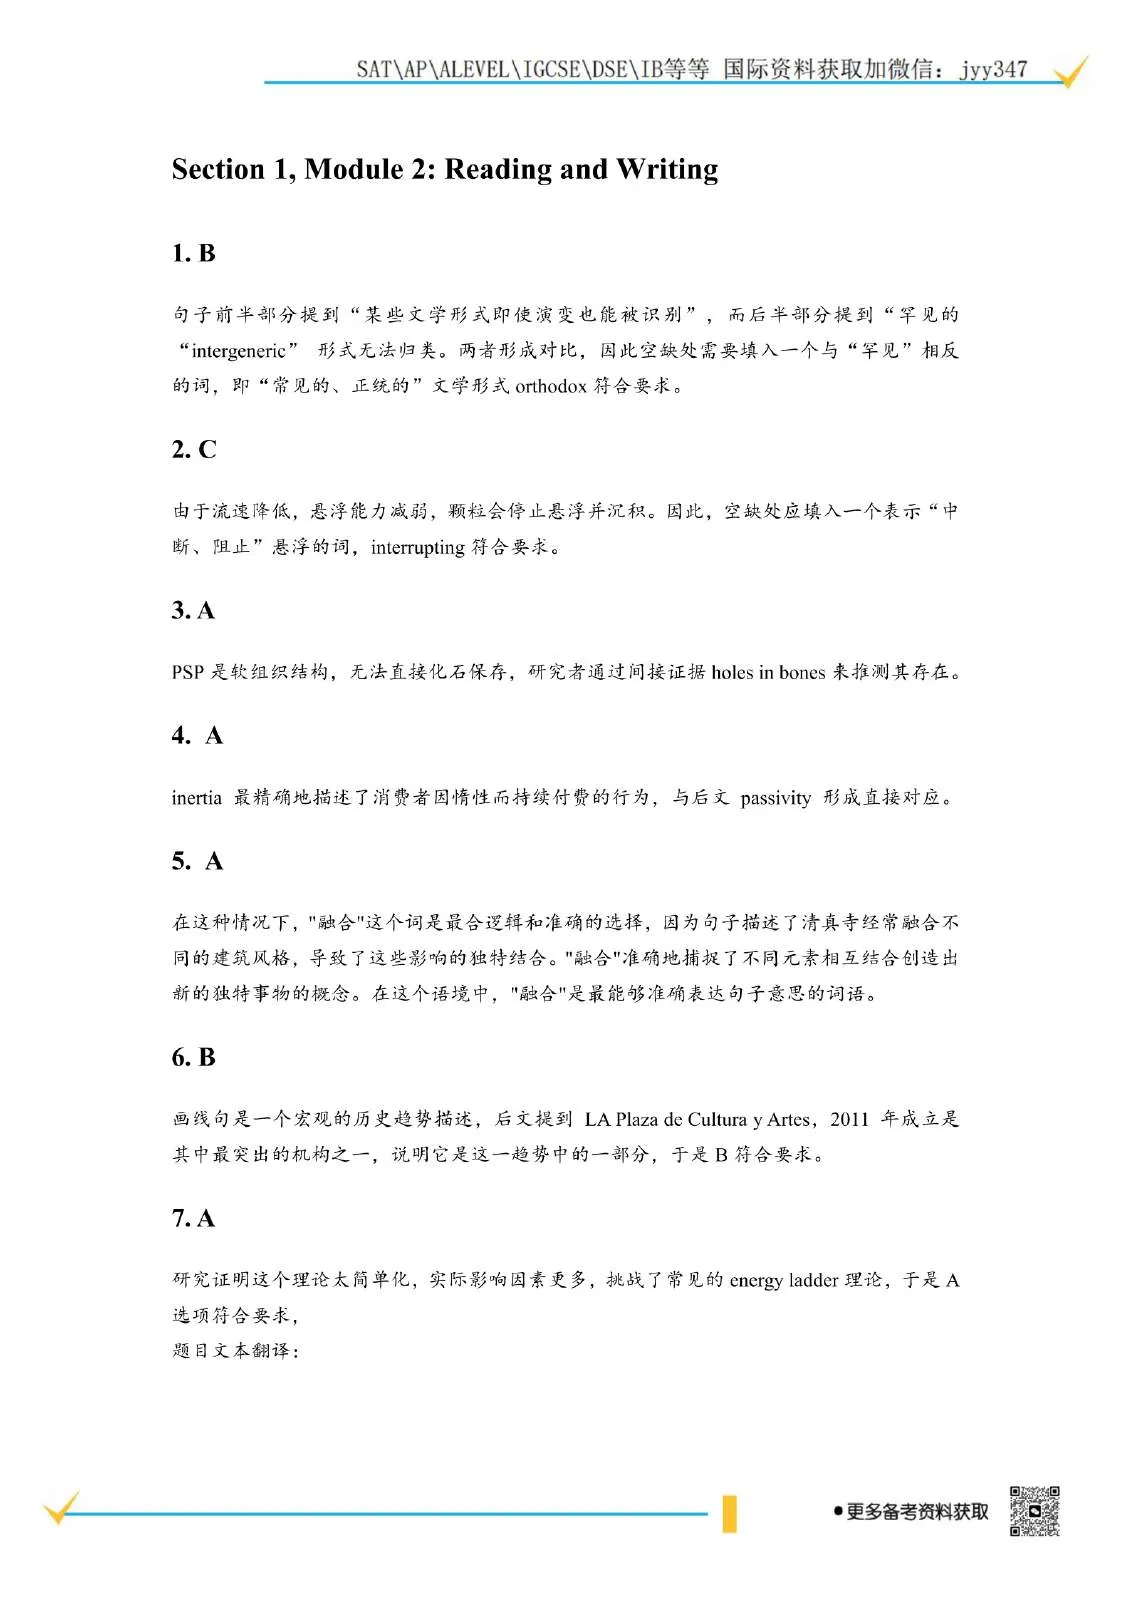 SAT\AP\ALEVEL\IGCSE\DSE\IB等等 国际资料获取加微信：jyy347
Section 1, Module 2: Reading and Writing
1. B
句子前半部分提到“某些文学形式即使演变也能被识别”，而后半部分提到“罕见的
“intergeneric” 形式无法归类。两者形成对比，因此空缺处需要填入一个与“罕见”相反
的词，即“常见的、正统的”文学形式 orthodox 符合要求。
2. C
由于流速降低，悬浮能力减弱，颗粒会停止悬浮并沉积。因此，空缺处应填入一个表示“中
断、阻止”悬浮的词，interrupting 符合要求。
3. A
PSP 是软组织结构，无法直接化石保存，研究者通过间接证据 holes in bones 来推测其存在。
4. A
inertia 最精确地描述了消费者因惰性而持续付费的行为，与后文 passivity 形成直接对应。
5. A
在这种情况下，"融合"这个词是最合逻辑和准确的选择，因为句子描述了清真寺经常融合不
同的建筑风格，导致了这些影响的独特结合。"融合"准确地捕捉了不同元素相互结合创造出
新的独特事物的概念。在这个语境中，"融合"是最能够准确表达句子意思的词语。
6. B
画线句是一个宏观的历史趋势描述，后文提到 LA Plaza de Cultura y Artes，2011 年成立是
其中最突出的机构之一，说明它是这一趋势中的一部分，于是 B 符合要求。
7. A
研究证明这个理论太简单化，实际影响因素更多，挑战了常见的 energy ladder 理论，于是 A
选项符合要求，
题目文本翻译：
●更多备考资料获取